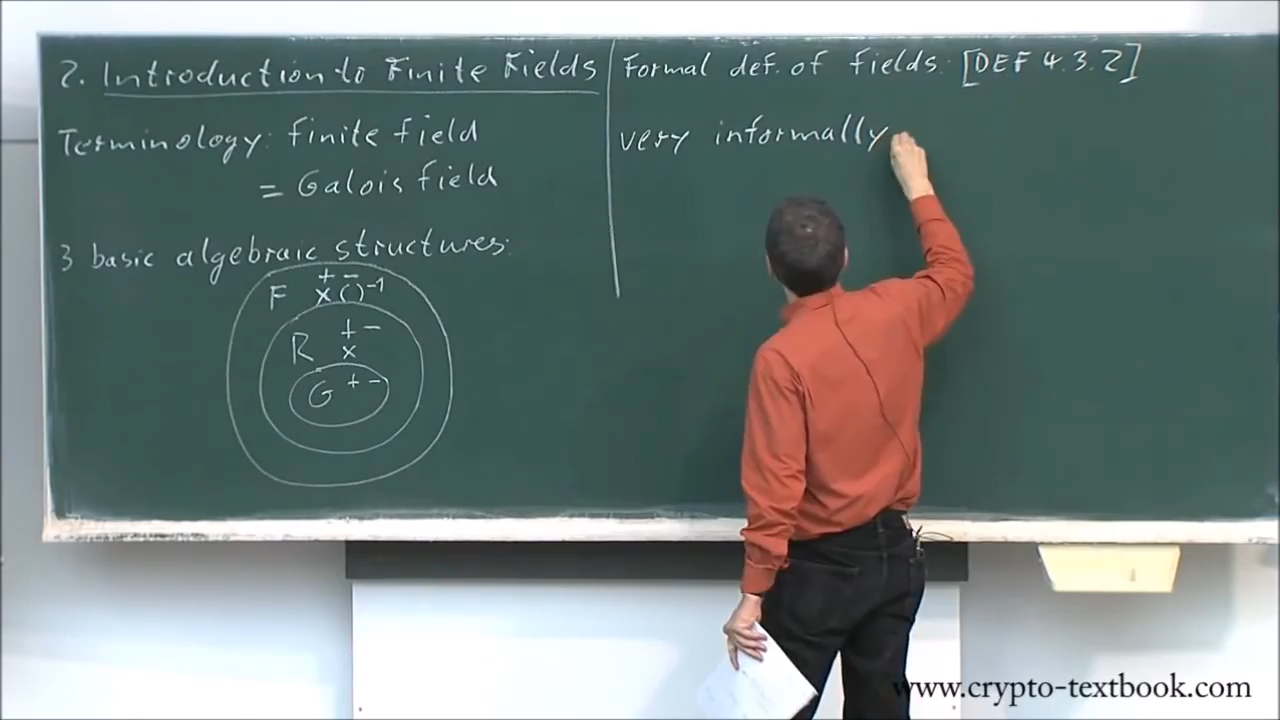 2. Introduction to Finite Fields
Terminology: finite field
= Galois field
3 basic algebraic structures:
F + -
× ( )⁻¹
R + -
×
G + -
Formal def. of fields: [DEF 4.3.2]
very informally
www.crypto-textbook.com